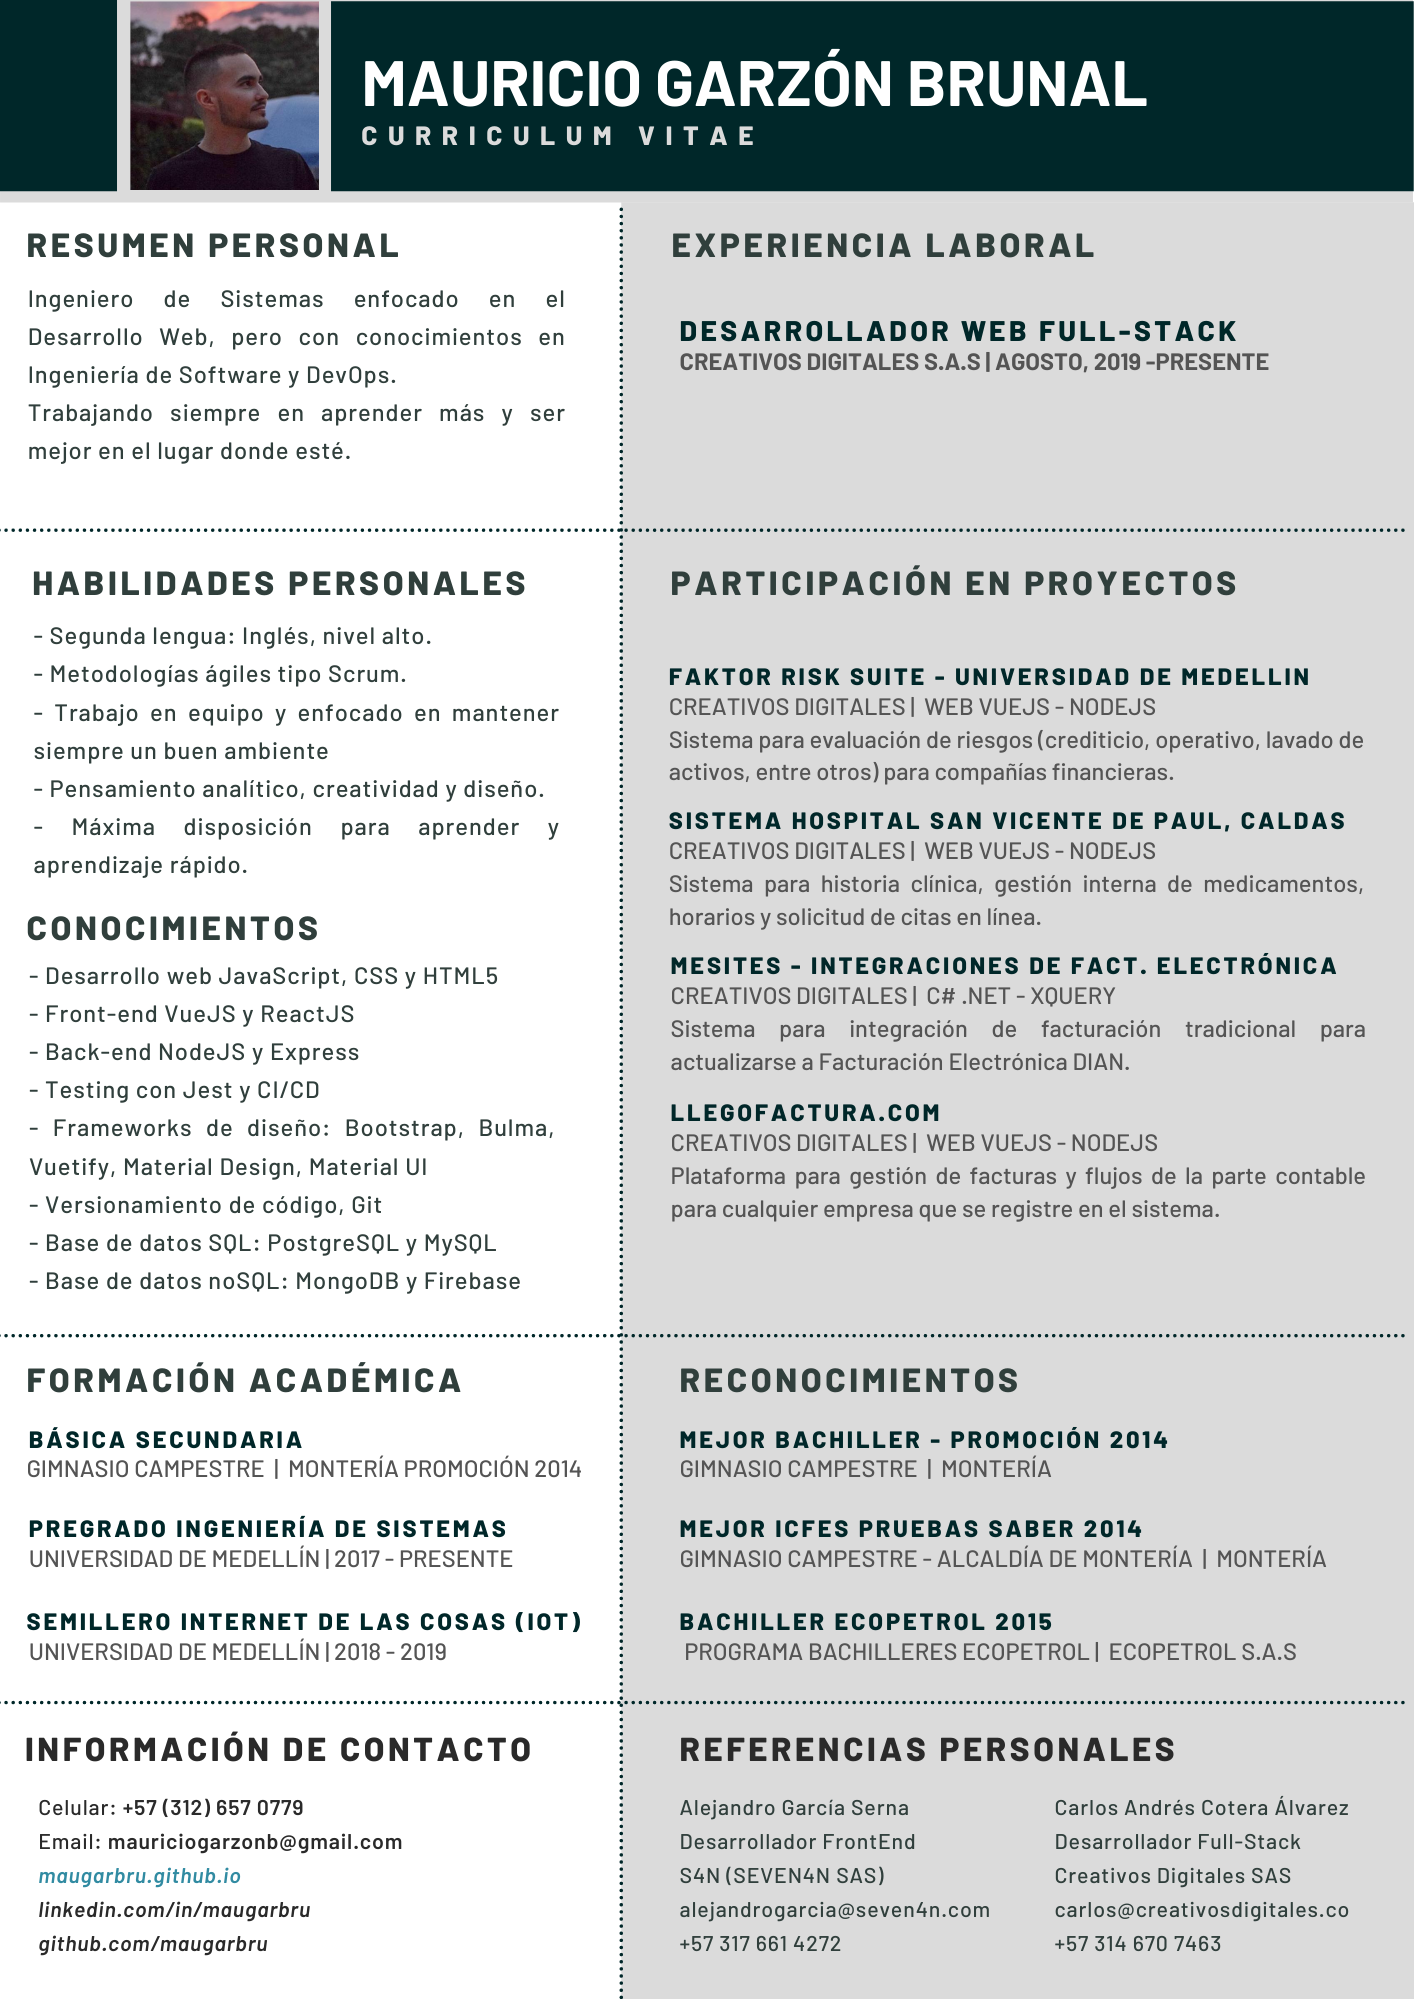 MAURICIO GARZÓN BRUNAL
CURRICULUM VITAE
RESUMEN PERSONAL
Ingeniero de Sistemas enfocado en el
Desarrollo Web, pero con conocimientos en
Ingeniería de Software y DevOps.
Trabajando siempre en aprender más y ser
mejor en el lugar donde esté.
EXPERIENCIA LABORAL
DESARROLLADOR WEB FULL-STACK
CREATIVOS DIGITALES S.A.S | AGOSTO, 2019 -PRESENTE
HABILIDADES PERSONALES
- Segunda lengua: Inglés, nivel alto.
- Metodologías ágiles tipo Scrum.
- Trabajo en equipo y enfocado en mantener
siempre un buen ambiente
- Pensamiento analítico, creatividad y diseño.
- Máxima disposición para aprender y
aprendizaje rápido.
CONOCIMIENTOS
- Desarrollo web JavaScript, CSS y HTML5
- Front-end VueJS y ReactJS
- Back-end NodeJS y Express
- Testing con Jest y CI/CD
- Frameworks de diseño: Bootstrap, Bulma,
Vuetify, Material Design, Material UI
- Versionamiento de código, Git
- Base de datos SQL: PostgreSQL y MySQL
- Base de datos noSQL: MongoDB y Firebase
PARTICIPACIÓN EN PROYECTOS
FAKTOR RISK SUITE - UNIVERSIDAD DE MEDELLIN
CREATIVOS DIGITALES | WEB VUEJS - NODEJS
Sistema para evaluación de riesgos (crediticio, operativo, lavado de
activos, entre otros) para compañías financieras.
SISTEMA HOSPITAL SAN VICENTE DE PAUL, CALDAS
CREATIVOS DIGITALES | WEB VUEJS - NODEJS
Sistema para historia clínica, gestión interna de medicamentos,
horarios y solicitud de citas en línea.
MESITES - INTEGRACIONES DE FACT. ELECTRÓNICA
CREATIVOS DIGITALES | C# .NET - XQUERY
Sistema para integración de facturación tradicional para
actualizarse a Facturación Electrónica DIAN.
LLEGOFACTURA.COM
CREATIVOS DIGITALES | WEB VUEJS - NODEJS
Plataforma para gestión de facturas y flujos de la parte contable
para cualquier empresa que se registre en el sistema.
FORMACIÓN ACADÉMICA
BÁSICA SECUNDARIA
GIMNASIO CAMPESTRE | MONTERÍA PROMOCIÓN 2014
PREGRADO INGENIERÍA DE SISTEMAS
UNIVERSIDAD DE MEDELLÍN | 2017 - PRESENTE
SEMILLERO INTERNET DE LAS COSAS (IOT)
UNIVERSIDAD DE MEDELLÍN | 2018 - 2019
RECONOCIMIENTOS
MEJOR BACHILLER - PROMOCIÓN 2014
GIMNASIO CAMPESTRE | MONTERÍA
MEJOR ICFES PRUEBAS SABER 2014
GIMNASIO CAMPESTRE - ALCALDÍA DE MONTERÍA | MONTERÍA
BACHILLER ECOPETROL 2015
PROGRAMA BACHILLERES ECOPETROL | ECOPETROL S.A.S
INFORMACIÓN DE CONTACTO
Celular: +57 (312) 657 0779
Email: mauriciogarzonb@gmail.com
maugarbru.github.io
linkedin.com/in/maugarbru
github.com/maugarbru
REFERENCIAS PERSONALES
Alejandro García Serna
Desarrollador FrontEnd
S4N (SEVEN4N SAS)
alejandrogarcia@seven4n.com
+57 317 661 4272
Carlos Andrés Cotera Álvarez
Desarrollador Full-Stack
Creativos Digitales SAS
carlos@creativosdigitales.co
+57 314 670 7463